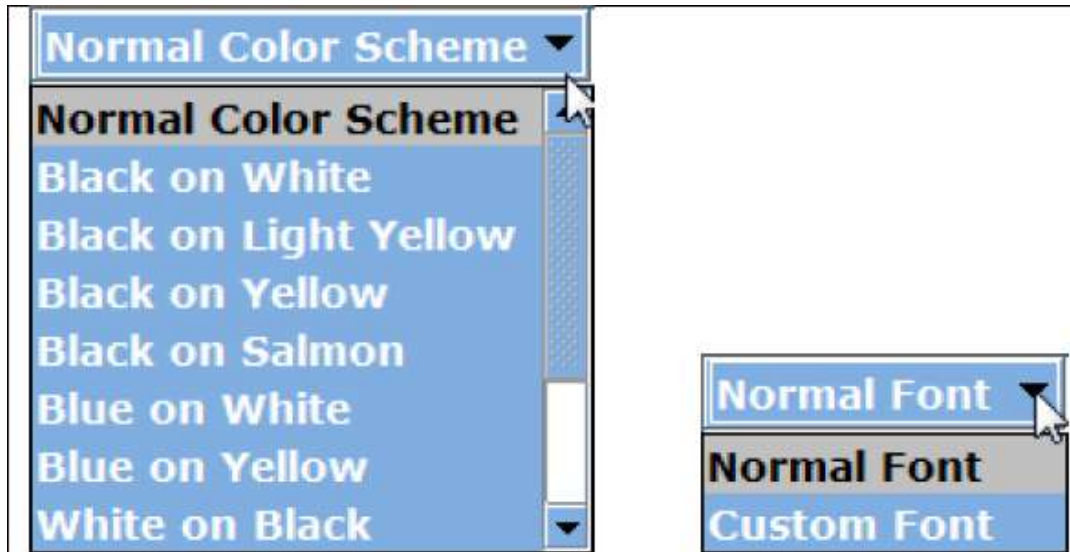 Normal Color Scheme
Normal Color Scheme
Black on White
Black on Light Yellow
Black on Yellow
Black on Salmon
Blue on White
Blue on Yellow
White on Black
Normal Font
Normal Font
Custom Font